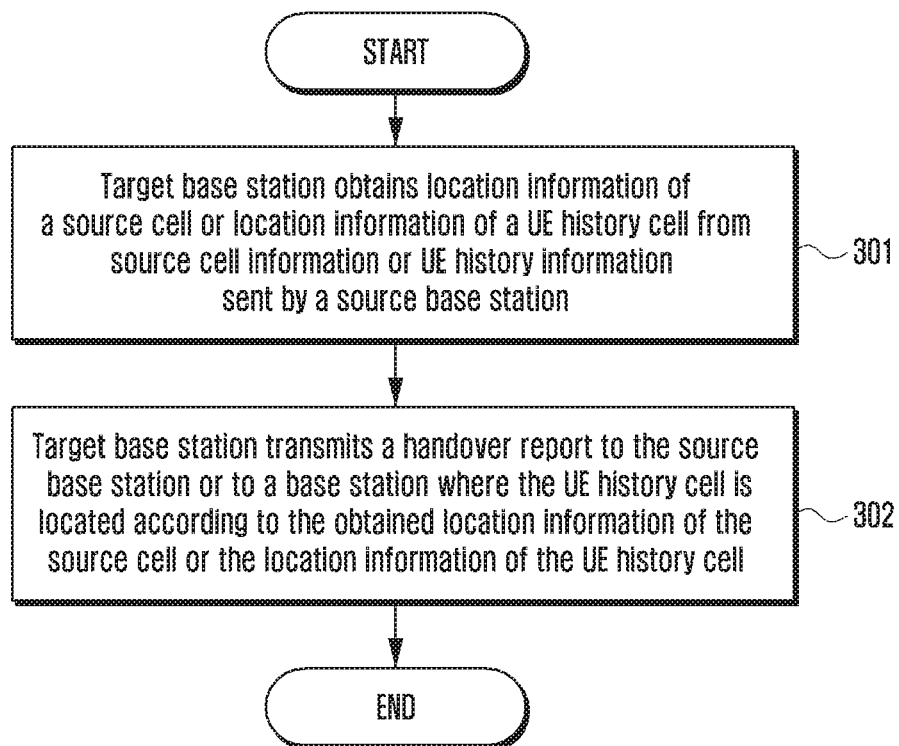 START
Target base station obtains location information of
a source cell or location information of a UE history cell from
source cell information or UE history information
sent by a source base station
301
Target base station transmits a handover report to the source
base station or to a base station where the UE history cell is
located according to the obtained location information of the
source cell or the location information of the UE history cell
302
END